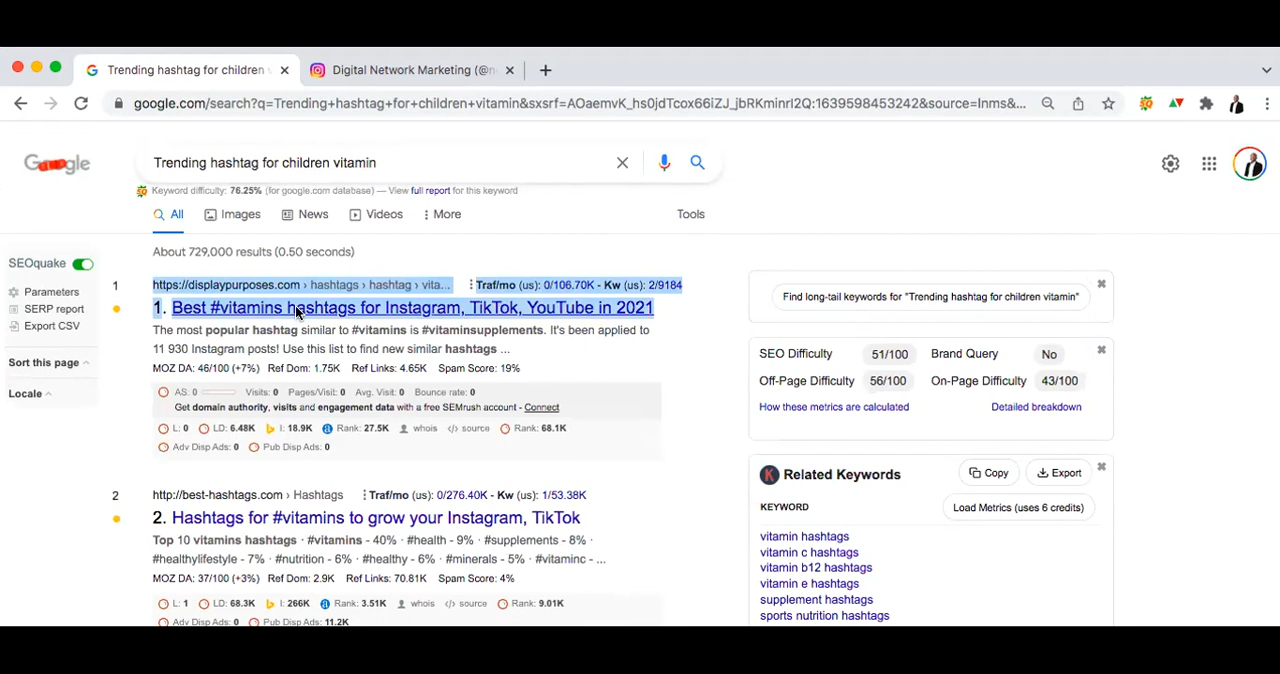 Trending hashtag for children v
Digital Network Marketing (@n
google.com/search?q=Trending+hashtag+for+children+vitamin&sxsrf=AOaemvK_hs0jdTcox66iZJ_jbRKminrI2Q:1639598453242&source=lnms&...
Google
Trending hashtag for children vitamin
Keyword difficulty: 76.25% (for google.com database) — View full report for this keyword
All Images News Videos More Tools
About 729,000 results (0.50 seconds)
SEOquake
Parameters
SERP report
Export CSV
Sort this page
Locale
1
https://displaypurposes.com › hashtags › hashtag › vita... Traf/mo (us): 0/106.70K - Kw (us): 2/9184
1. Best #vitamins hashtags for Instagram, TikTok, YouTube in 2021
The most popular hashtag similar to #vitamins is #vitaminsupplements. It's been applied to
11 930 Instagram posts! Use this list to find new similar hashtags ...
MOZ DA: 46/100 (+7%) Ref Dom: 1.75K Ref Links: 4.65K Spam Score: 19%
AS: 0 Visits: 0 Pages/Visit: 0 Avg. Visit: 0 Bounce rate: 0
Get domain authority, visits and engagement data with a free SEMrush account - Connect
L: 0 LD: 6.48K I: 18.9K Rank: 27.5K whois source Rank: 68.1K
Adv Disp Ads: 0 Pub Disp Ads: 0
2
http://best-hashtags.com › Hashtags Traf/mo (us): 0/276.40K - Kw (us): 1/53.38K
2. Hashtags for #vitamins to grow your Instagram, TikTok
Top 10 vitamins hashtags · #vitamins - 40% · #health - 9% · #supplements - 8% ·
#healthylifestyle - 7% · #nutrition - 6% · #healthy - 6% · #minerals - 5% · #vitaminc - ...
MOZ DA: 37/100 (+3%) Ref Dom: 2.9K Ref Links: 70.81K Spam Score: 4%
L: 1 LD: 68.3K I: 266K Rank: 3.51K whois source Rank: 9.01K
Adv Disp Ads: 0 Pub Disp Ads: 11.2K
Find long-tail keywords for "Trending hashtag for children vitamin"
SEO Difficulty 51/100 Brand Query No
Off-Page Difficulty 56/100 On-Page Difficulty 43/100
How these metrics are calculated Detailed breakdown
Related Keywords Copy Export
KEYWORD Load Metrics (uses 6 credits)
vitamin hashtags
vitamin c hashtags
vitamin b12 hashtags
vitamin e hashtags
supplement hashtags
sports nutrition hashtags